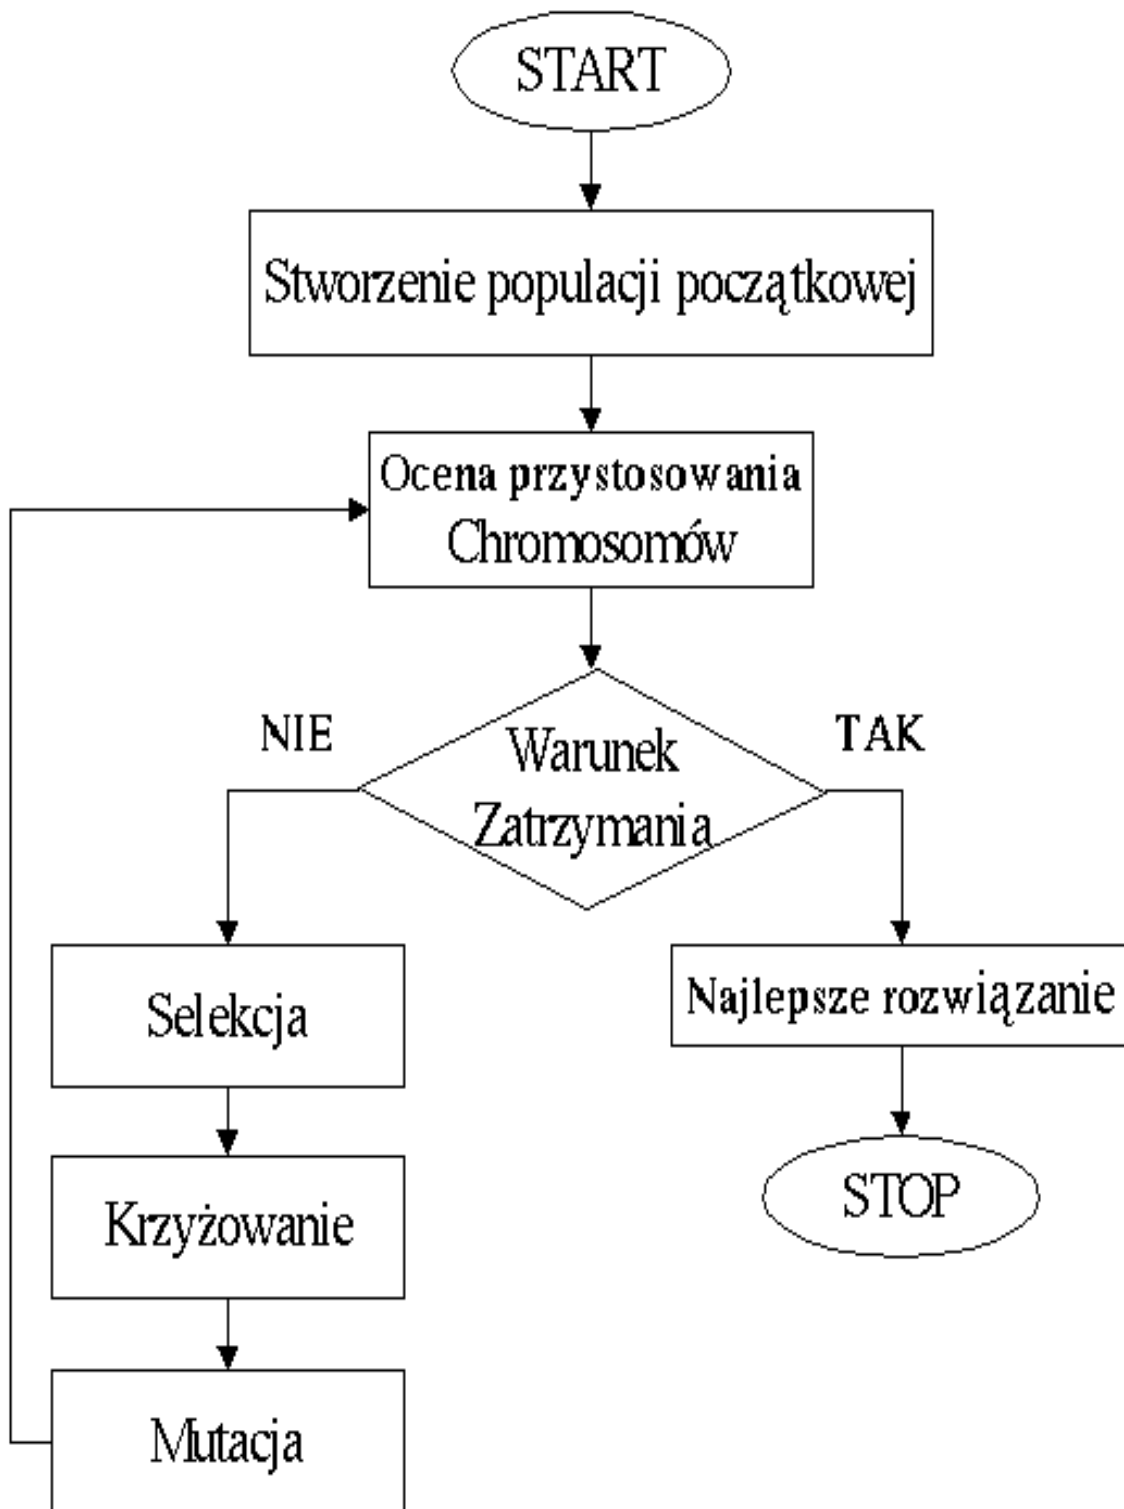 START
Stworzenie populacji początkowej
Ocena przystosowania
Chromosomów
NIE
TAK
Warunek
Zatrzymania
Selekcja
Najlepsze rozwiązanie
Krzyżowanie
STOP
Mutacja